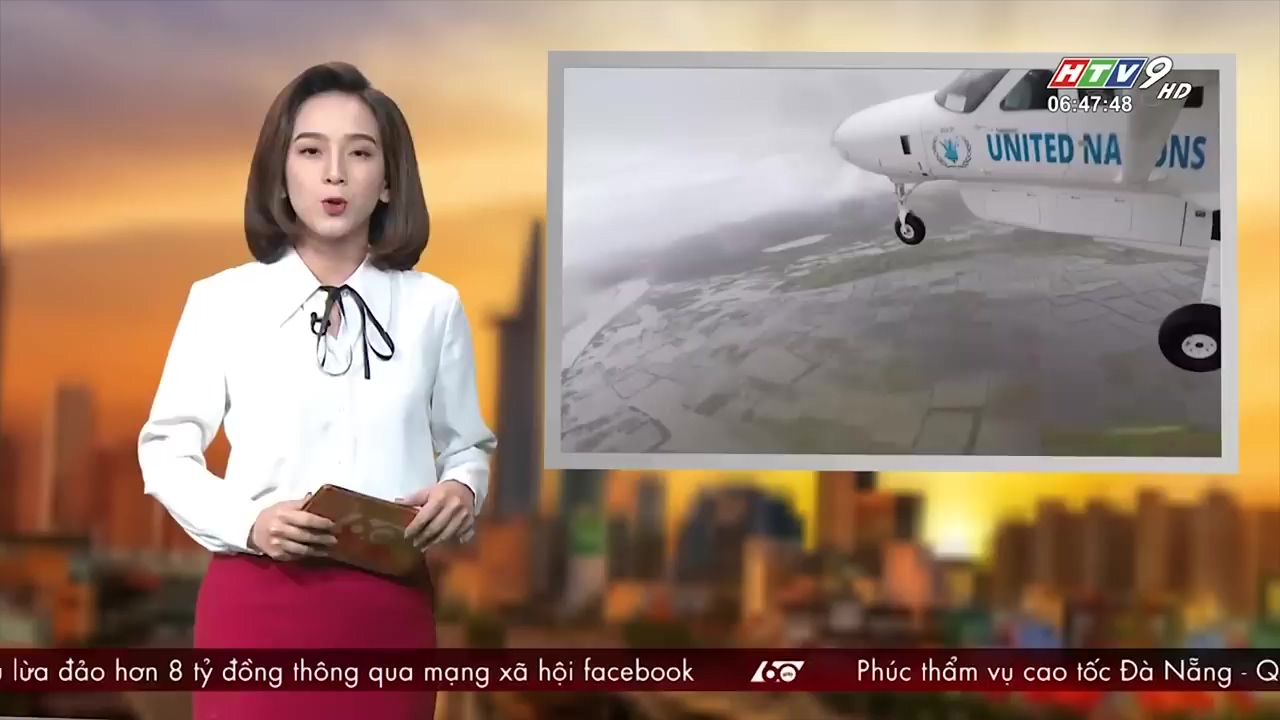 HTV9 HD
06:47:48
UNITED NA ONS
lừa đảo hơn 8 tỷ đồng thông qua mạng xã hội facebook
60
Phúc thẩm vụ cao tốc Đà Nẵng - Q